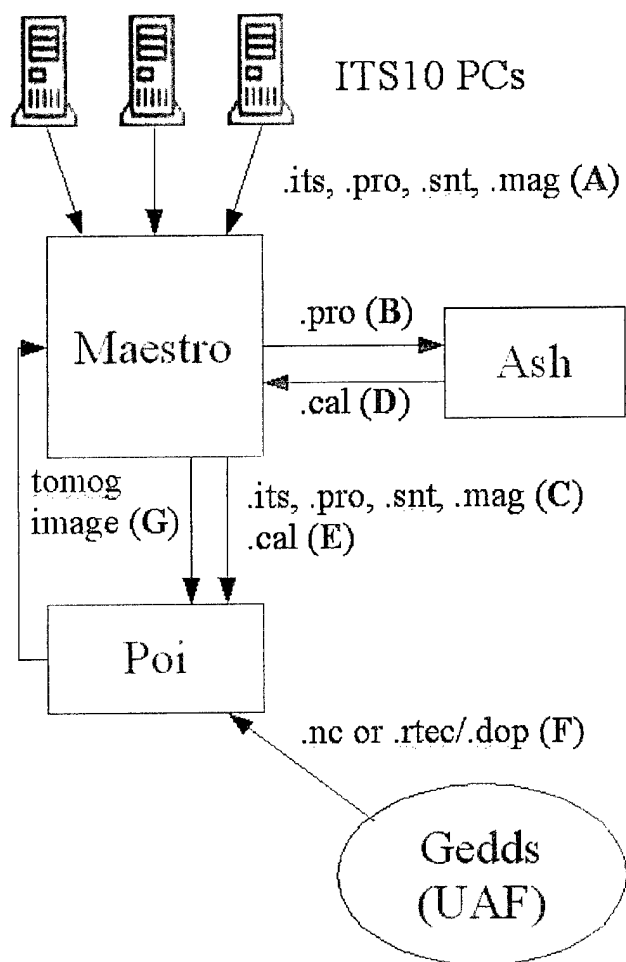 ITS10 PCs
.its, .pro, .snt, .mag (A)
Maestro
.pro (B)
.cal (D)
Ash
tomog
image (G)
.its, .pro, .snt, .mag (C)
.cal (E)
Poi
.nc or .rtec/.dop (F)
Gedds
(UAF)